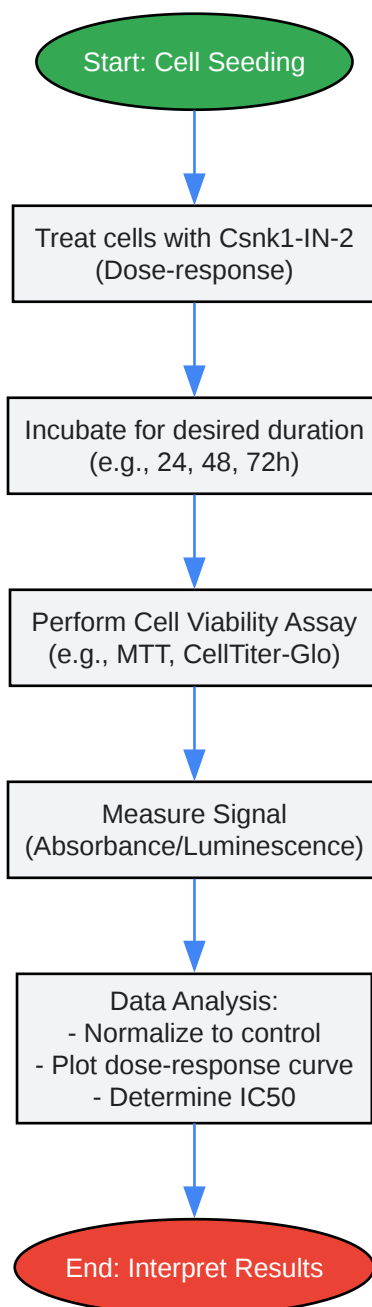 Start: Cell Seeding
Treat cells with Csnk1-IN-2
(Dose-response)
Incubate for desired duration
(e.g., 24, 48, 72h)
Perform Cell Viability Assay
(e.g., MTT, CellTiter-Glo)
Measure Signal
(Absorbance/Luminescence)
Data Analysis:
- Normalize to control
- Plot dose-response curve
- Determine IC50
End: Interpret Results